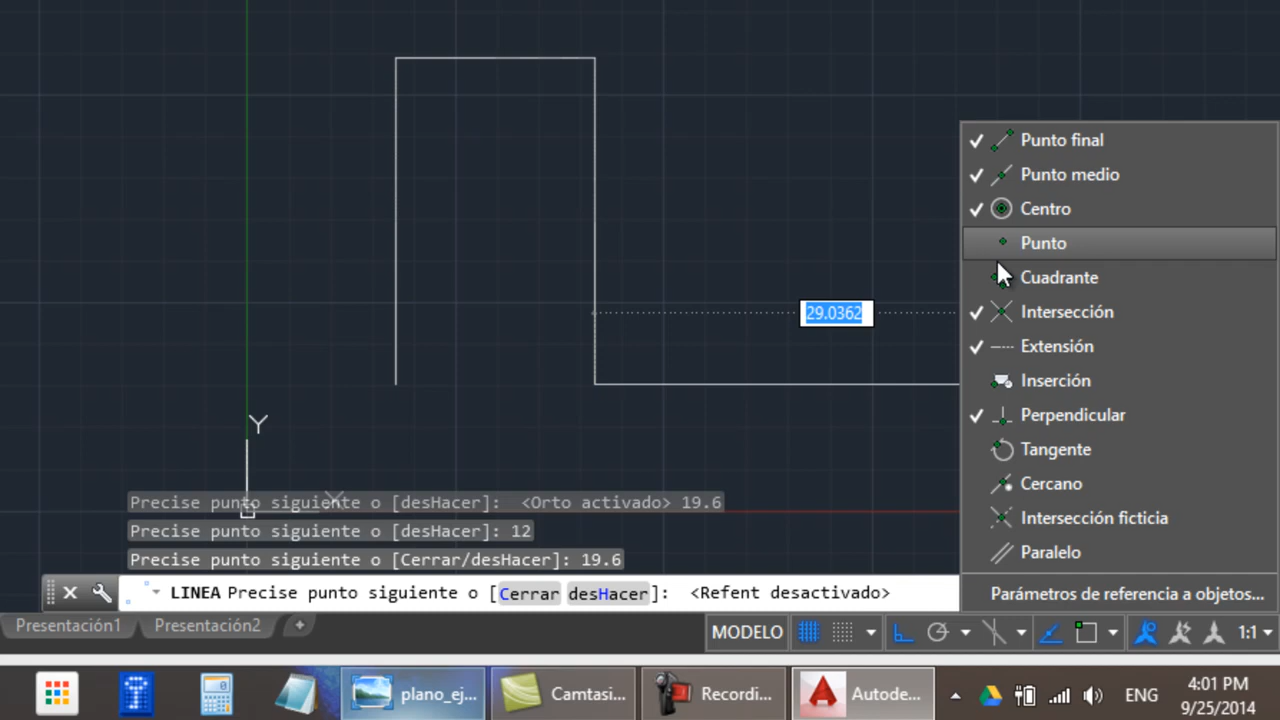 Punto final
Punto medio
Centro
Punto
Cuadrante
29.0362
Intersección
Extensión
Inserción
Perpendicular
Y
Tangente
Cercano
X
Precise punto siguiente o [desHacer]:  <Orto activado> 19.6
Intersección ficticia
Precise punto siguiente o [desHacer]: 12
Paralelo
Precise punto siguiente o [Cerrar/desHacer]: 19.6
LINEA Precise punto siguiente o [Cerrar desHacer]:  <Refent desactivado>
Parámetros de referencia a objetos...
Presentación1 Presentación2 +
MODELO 1:1
plano_ej... Camtasi... Recordi... Autode... ENG 4:01 PM
9/25/2014